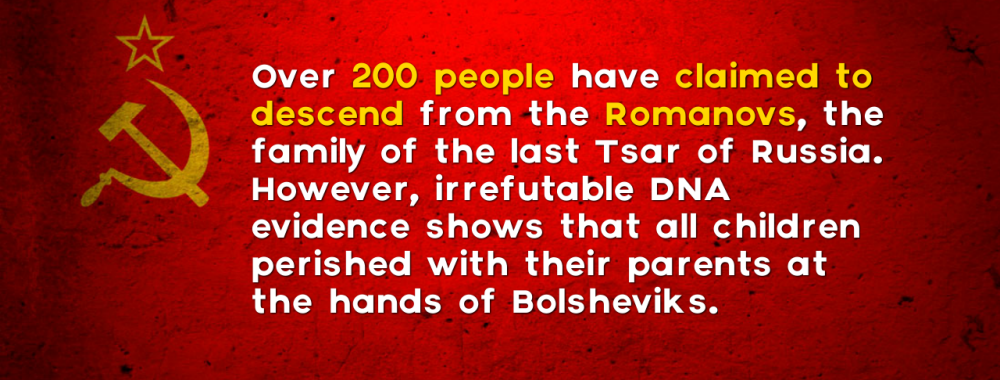 Over 200 people have claimed to
descend from the Romanovs, the
family of the last Tsar of Russia.
However, irrefutable DNA
evidence shows that all children
perished with their parents at
the hands of Bolsheviks.